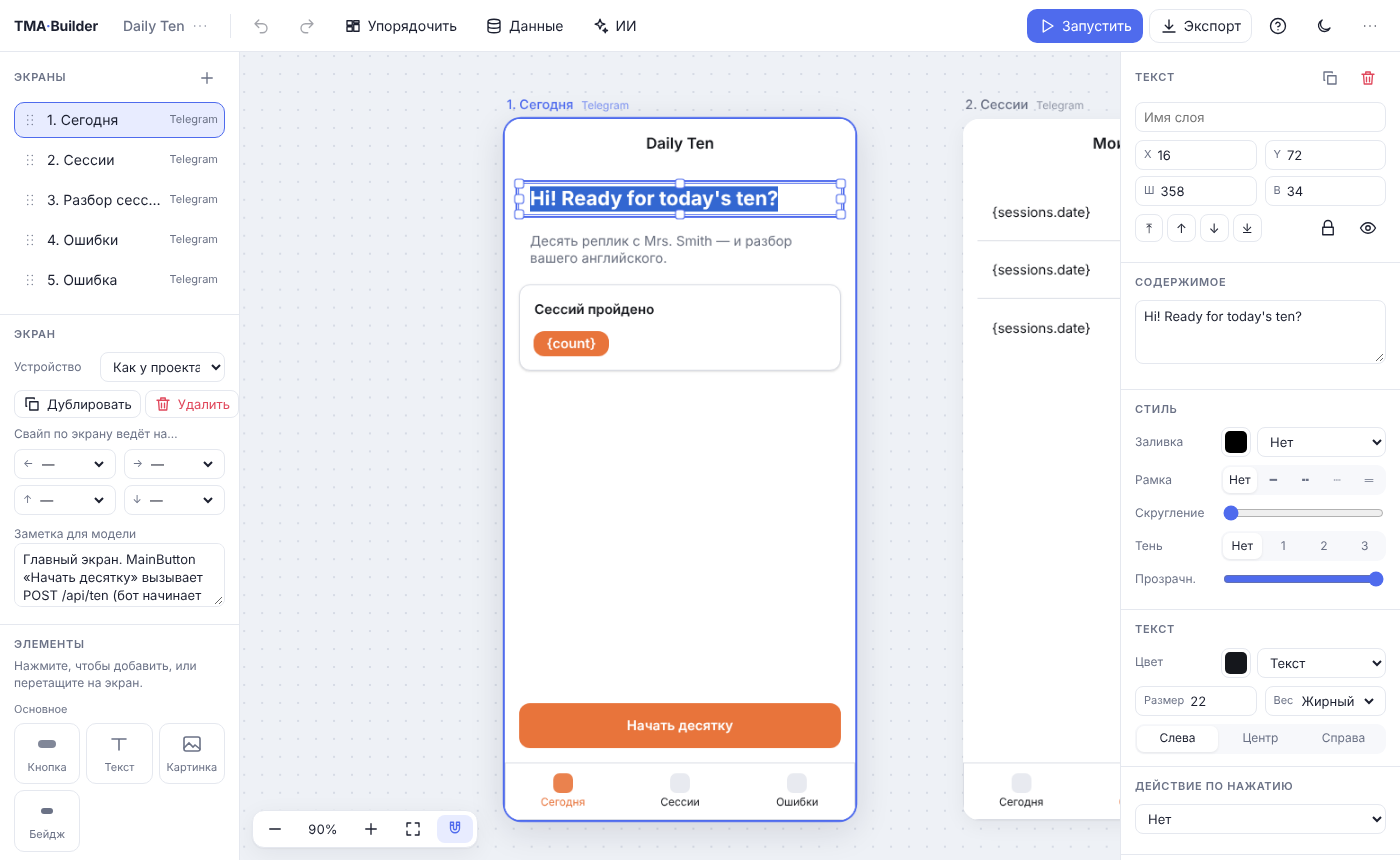 TMA·Builder
Daily Ten ···
Упорядочить
Данные
ИИ
Запустить
Экспорт
···
ЭКРАНЫ
1. Сегодня Telegram
2. Сессии Telegram
3. Разбор сесс... Telegram
4. Ошибки Telegram
5. Ошибка Telegram
ЭКРАН
Устройство Как у проекта
Дублировать Удалить
Свайп по экрану ведёт на...
← — → —
↑ — ↓ —
Заметка для модели
Главный экран. MainButton
«Начать десятку» вызывает
POST /api/ten (бот начинает
ЭЛЕМЕНТЫ
Нажмите, чтобы добавить, или
перетащите на экран.
Основное
Кнопка Текст Картинка
Бейдж
1. Сегодня Telegram
Daily Ten
Hi! Ready for today's ten?
Десять реплик с Mrs. Smith — и разбор
вашего английского.
Сессий пройдено
{count}
Начать десятку
Сегодня Сессии Ошибки
90%
2. Сессии Telegram
{sessions.date}
{sessions.date}
{sessions.date}
Сегодня
ТЕКСТ
Имя слоя
X 16 Y 72
Ш 358 В 34
СОДЕРЖИМОЕ
Hi! Ready for today's ten?
СТИЛЬ
Заливка Нет
Рамка Нет
Скругление
Тень Нет 1 2 3
Прозрачн.
ТЕКСТ
Цвет Текст
Размер 22 Вес Жирный
Слева Центр Справа
ДЕЙСТВИЕ ПО НАЖАТИЮ
Нет